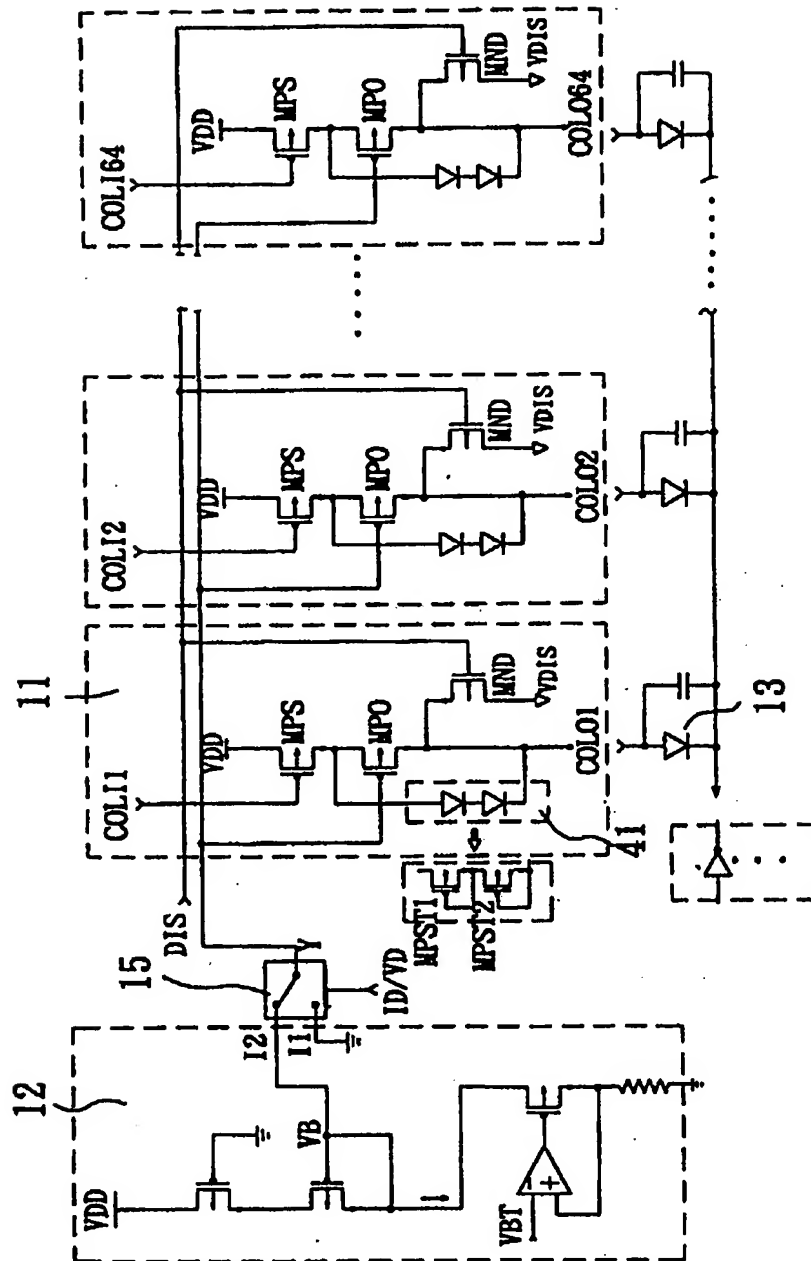 12
VDD
VB
I
VBT
I2
I1
15
Y
ID/VD
DIS
11
COLI1
VDD
MPS
MPO
MND
VDIS
MPST1
MPST2
41
COLO1
13
COLI2
VDD
MPS
MPO
MND
VDIS
COLO2
COLI64
VDD
MPS
MPO
MND
VDIS
COLO64